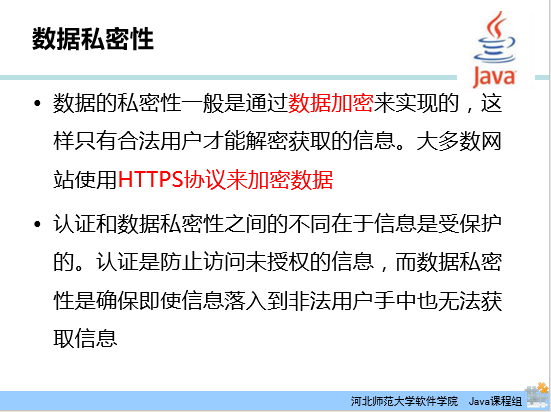 数据私密性
Java
• 数据的私密性一般是通过数据加密来实现的，这
样只有合法用户才能解密获取的信息。大多数网
站使用HTTPS协议来加密数据
• 认证和数据私密性之间的不同在于信息是受保护
的。认证是防止访问未授权的信息，而数据私密
性是确保即使信息落入到非法用户手中也无法获
取信息
河北师范大学软件学院 Java课程组